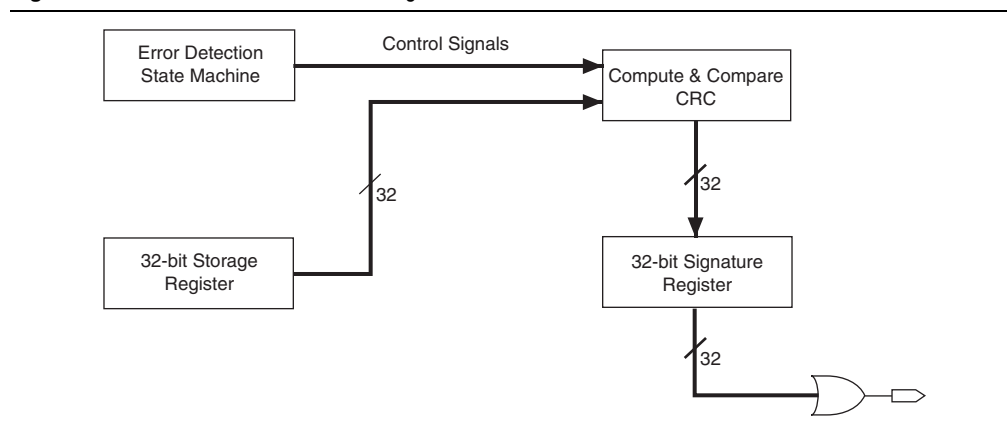 Control Signals
Error Detection
State Machine
Compute & Compare
CRC
32
32
32-bit Storage
Register
32-bit Signature
Register
32